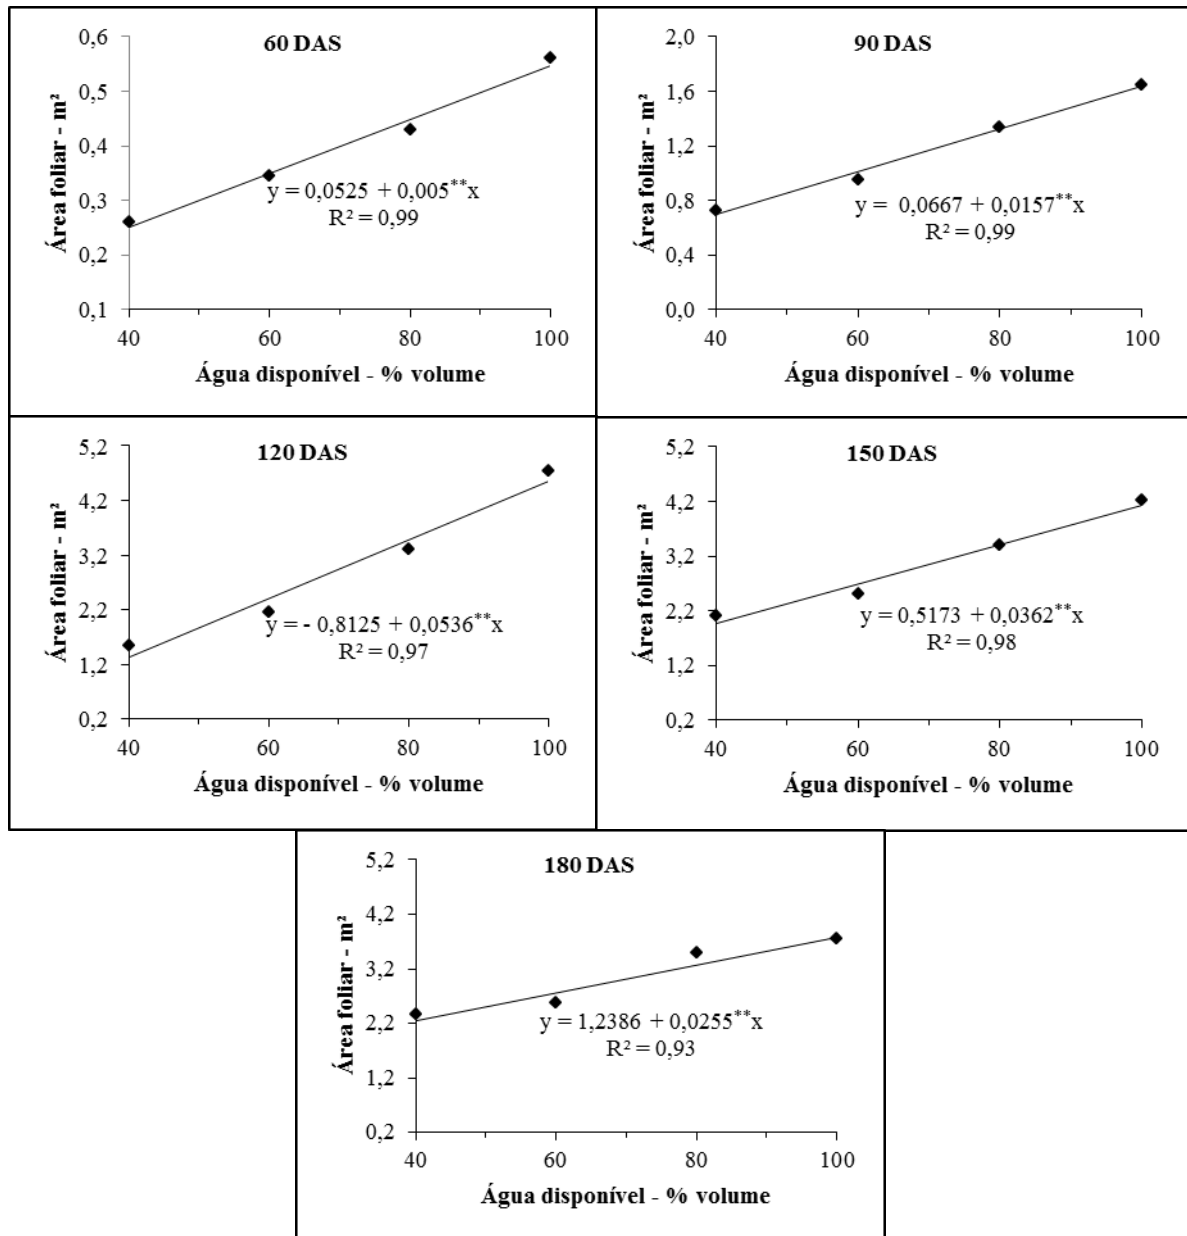 60 DAS
Área foliar - m²
0,6
0,5
0,4
0,3
0,2
0,1
y = 0,0525 + 0,005**x
R² = 0,99
40 60 80 100
Água disponível - % volume
90 DAS
Área foliar - m²
2,0
1,6
1,2
0,8
0,4
0,0
y = 0,0667 + 0,0157**x
R² = 0,99
40 60 80 100
Água disponível - % volume
120 DAS
Área foliar - m²
5,2
4,2
3,2
2,2
1,2
0,2
y = - 0,8125 + 0,0536**x
R² = 0,97
40 60 80 100
Água disponível - % volume
150 DAS
Área foliar - m²
5,2
4,2
3,2
2,2
1,2
0,2
y = 0,5173 + 0,0362**x
R² = 0,98
40 60 80 100
Água disponível - % volume
180 DAS
Área foliar - m²
5,2
4,2
3,2
2,2
1,2
0,2
y = 1,2386 + 0,0255**x
R² = 0,93
40 60 80 100
Água disponível - % volume